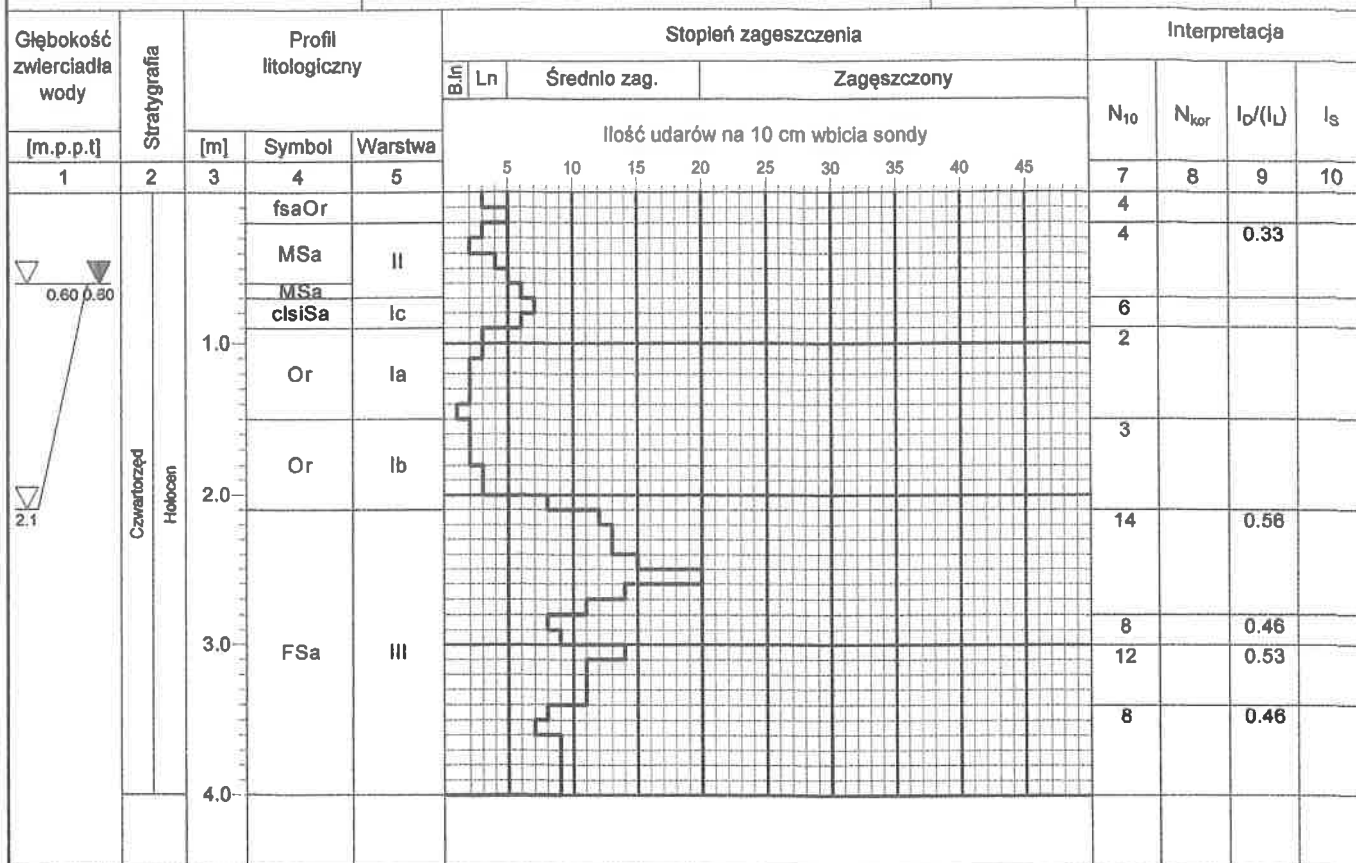 Głębokość zwierciadła wody
Stratygrafia
Profil litologiczny
Stopień zagęszczenia
Interpretacja
B.ln Ln Średnio zag. Zagęszczony
N10 Nkor ID/(IL) IS
Ilość udarów na 10 cm wbicia sondy
[m.p.p.t] [m] Symbol Warstwa
5 10 15 20 25 30 35 40 45
1 2 3 4 5 7 8 9 10
fsaOr 4
MSa II 4 0.33
0.60 0.60
MSa
clsiSa Ic 6
1.0 2
Or Ia
3
Or Ib
2.0
2.1 14 0.56
Czwartorzęd
Holocen
8 0.46
3.0 FSa III 12 0.53
8 0.46
4.0